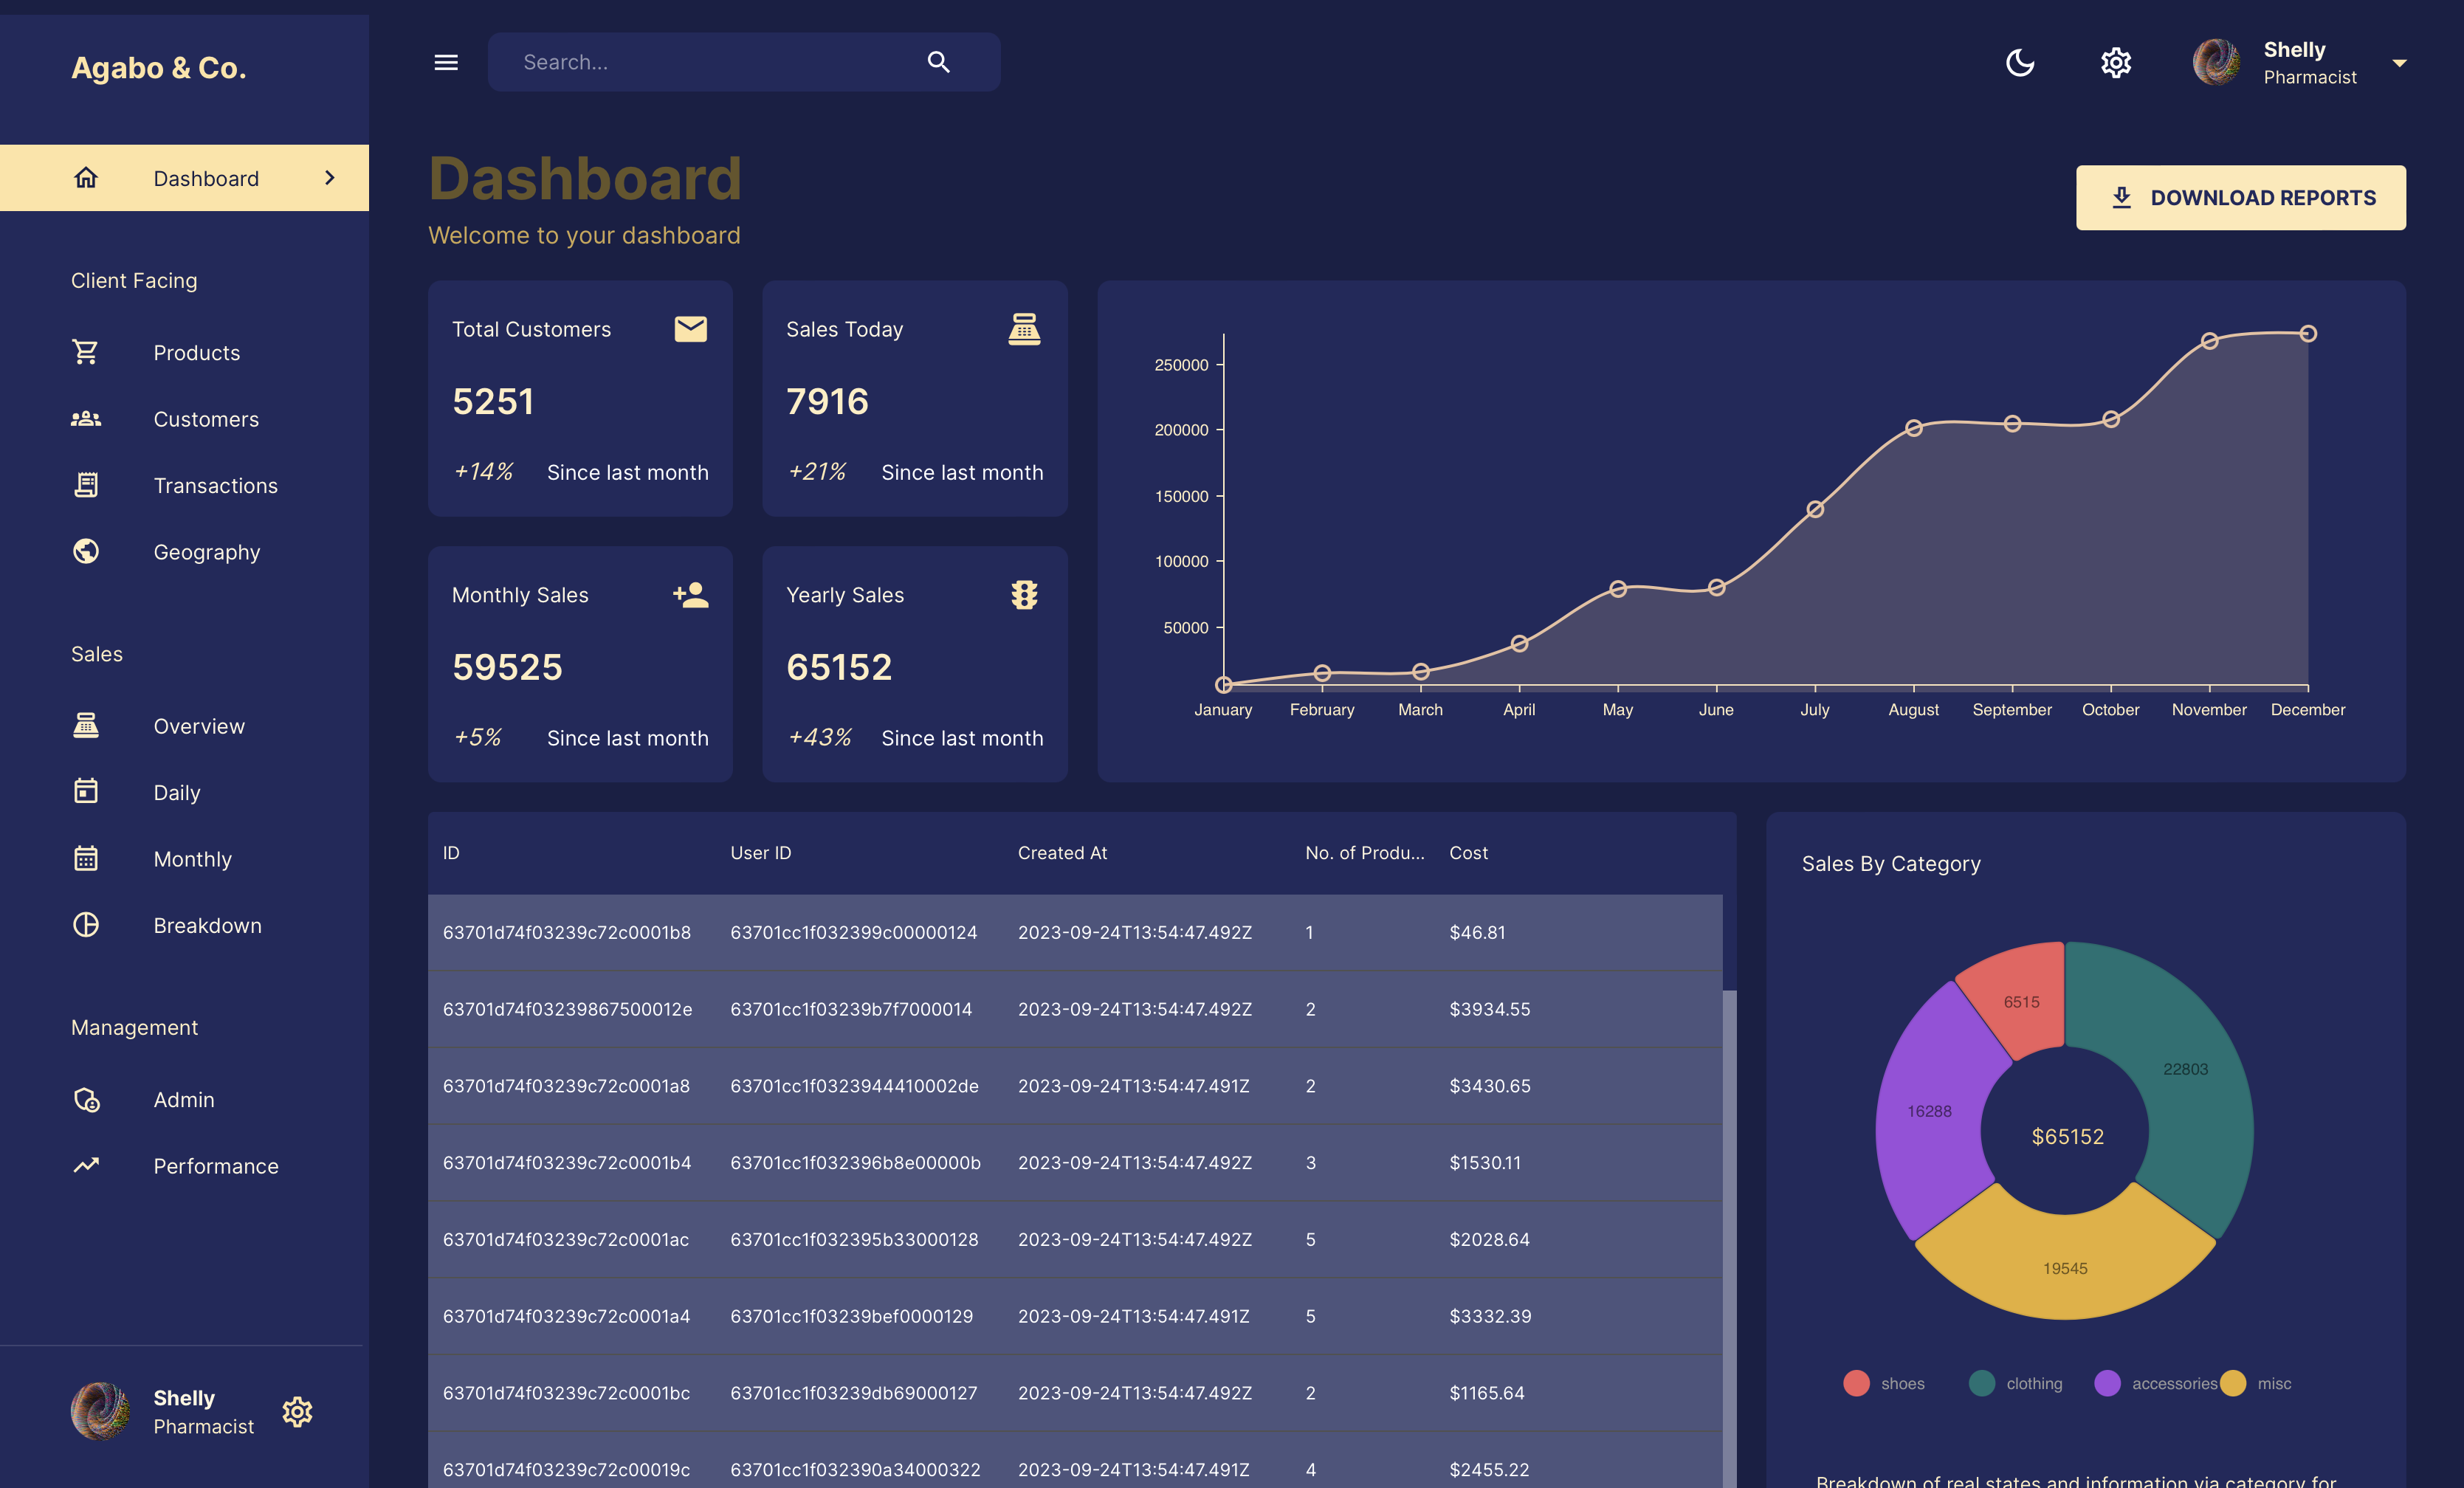 Agabo & Co.
Dashboard
Client Facing
Products
Customers
Transactions
Geography
Sales
Overview
Daily
Monthly
Breakdown
Management
Admin
Performance
Shelly
Pharmacist
Search...
Shelly
Pharmacist
Dashboard
Welcome to your dashboard
DOWNLOAD REPORTS
Total Customers
5251
+14% Since last month
Sales Today
7916
+21% Since last month
Monthly Sales
59525
+5% Since last month
Yearly Sales
65152
+43% Since last month
250000
200000
150000
100000
50000
January February March April May June July August September October November December
ID User ID Created At No. of Produ... Cost
63701d74f03239c72c0001b8 63701cc1f032399c00000124 2023-09-24T13:54:47.492Z 1 $46.81
63701d74f03239867500012e 63701cc1f03239b7f7000014 2023-09-24T13:54:47.492Z 2 $3934.55
63701d74f03239c72c0001a8 63701cc1f0323944410002de 2023-09-24T13:54:47.491Z 2 $3430.65
63701d74f03239c72c0001b4 63701cc1f032396b8e00000b 2023-09-24T13:54:47.492Z 3 $1530.11
63701d74f03239c72c0001ac 63701cc1f032395b33000128 2023-09-24T13:54:47.492Z 5 $2028.64
63701d74f03239c72c0001a4 63701cc1f03239bef0000129 2023-09-24T13:54:47.491Z 5 $3332.39
63701d74f03239c72c0001bc 63701cc1f03239db69000127 2023-09-24T13:54:47.492Z 2 $1165.64
63701d74f03239c72c00019c 63701cc1f032390a34000322 2023-09-24T13:54:47.491Z 4 $2455.22
Sales By Category
6515
22803
16288
$65152
19545
shoes clothing accessories misc
Breakdown of real states and information via category for